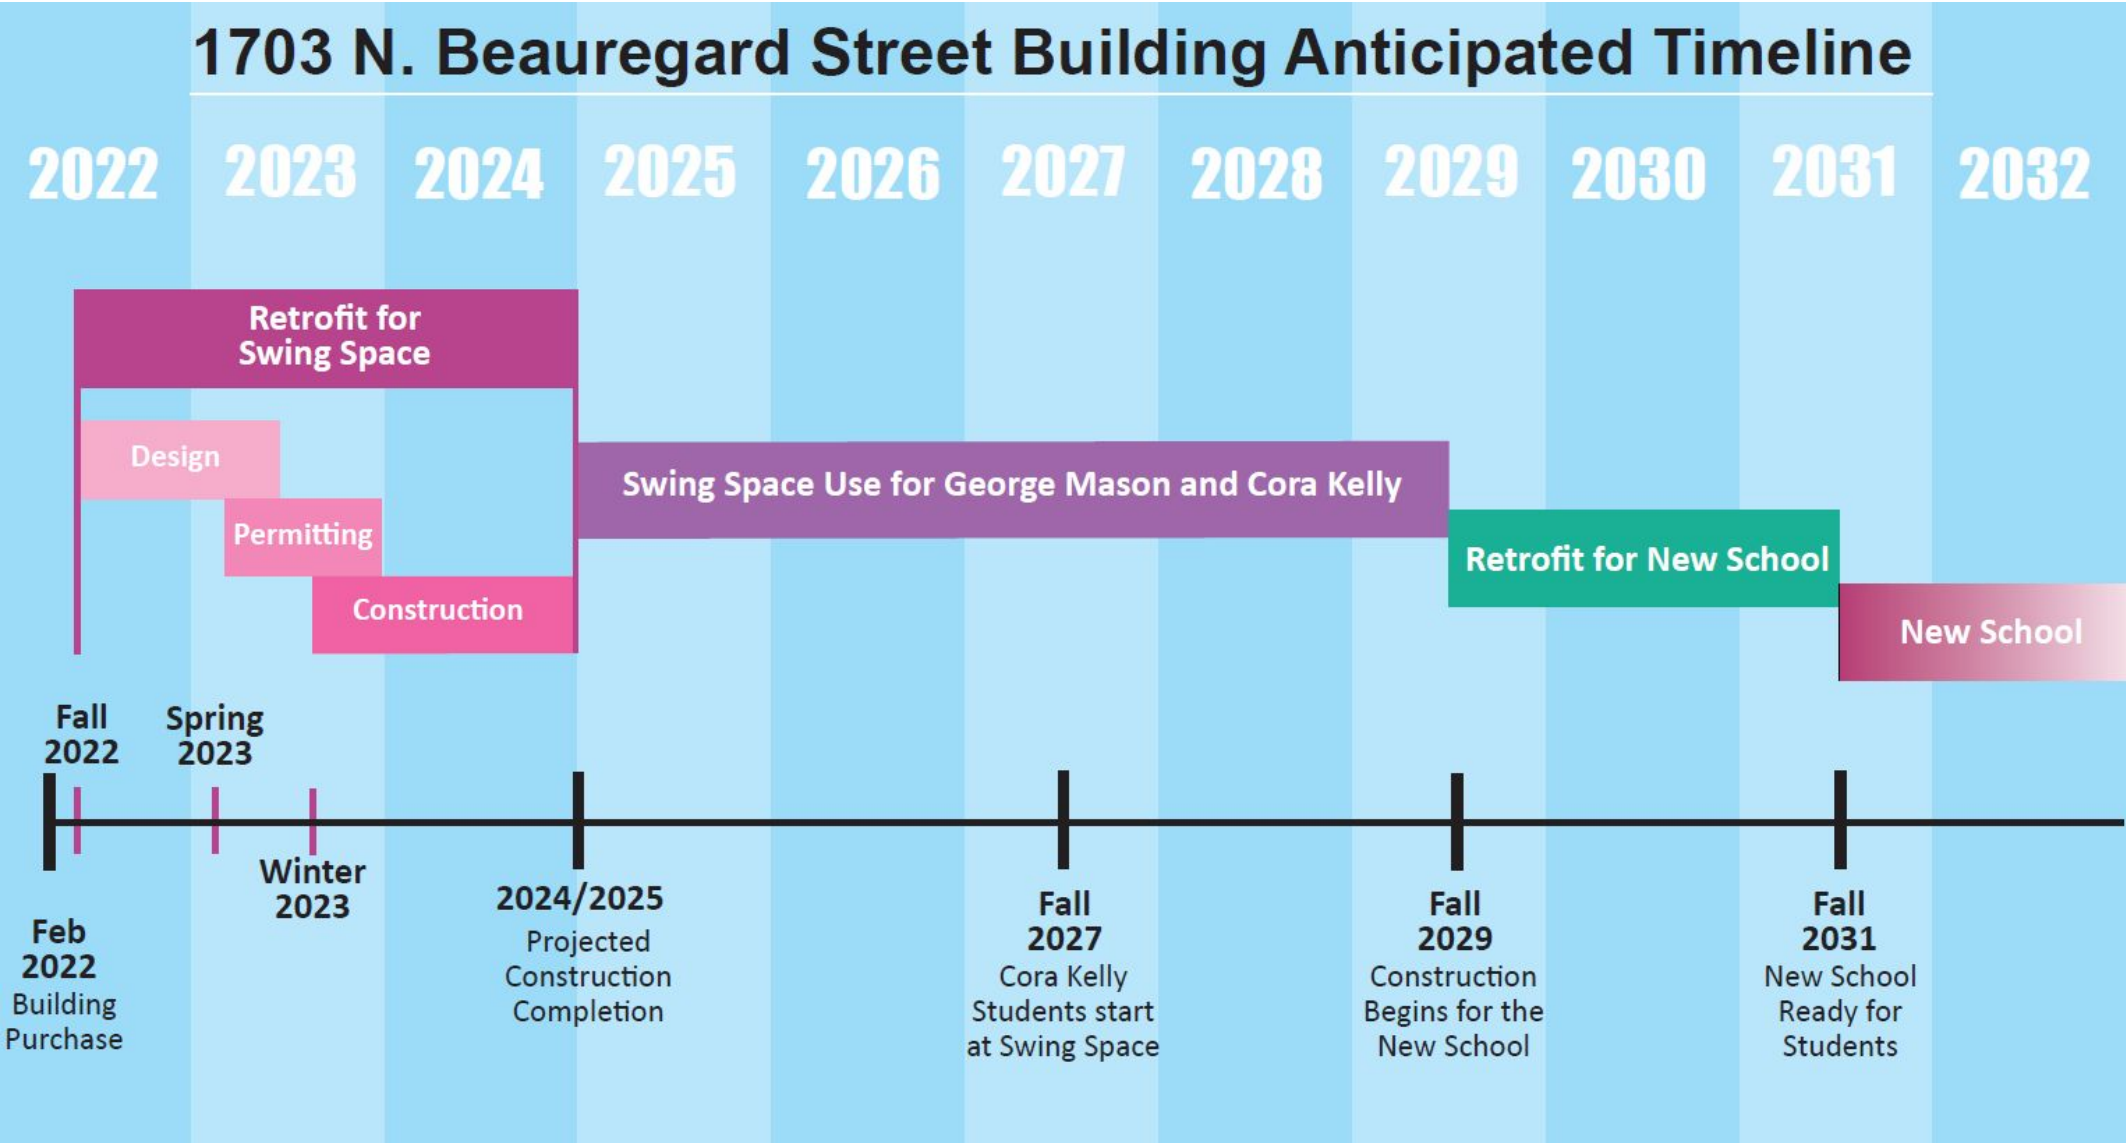 1703 N. Beauregard Street Building Anticipated Timeline
2022 2023 2024 2025 2026 2027 2028 2029 2030 2031 2032
Retrofit for
Swing Space
Design
Permitting
Construction
Swing Space Use for George Mason and Cora Kelly
Retrofit for New School
New School
Fall
2022
Spring
2023
Winter
2023
Feb
2022
Building
Purchase
2024/2025
Projected
Construction
Completion
Fall
2027
Cora Kelly
Students start
at Swing Space
Fall
2029
Construction
Begins for the
New School
Fall
2031
New School
Ready for
Students